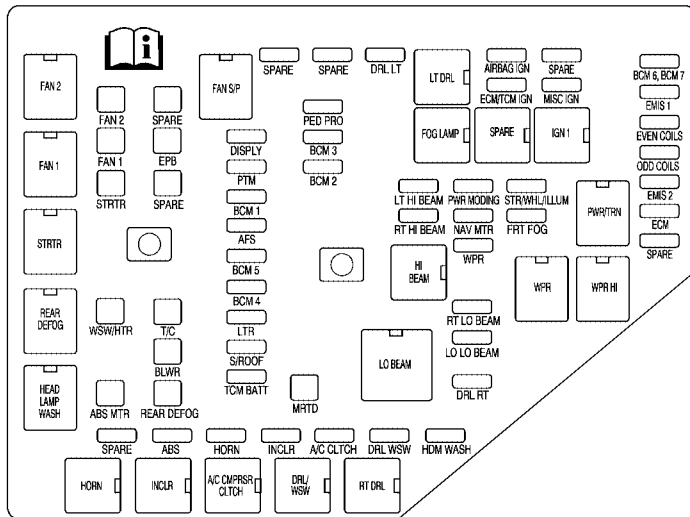 FAN 2
FAN S/P
SPARE
SPARE
DRL LT
LT DRL
AIRBAG IGN
SPARE
BCM 6, BCM 7
FAN 2
SPARE
PED PRO
ECM/TCM IGN
MISC IGN
EMIS 1
FAN 1
FAN 1
EPB
DISPLY
BCM 3
FOG LAMP
SPARE
IGN 1
EVEN COILS
STRTR
SPARE
PTM
BCM 2
ODD COILS
BCM 1
LT HI BEAM
PWR MODING
STR/WHL/ILLUM
EMIS 2
STRTR
AFS
RT HI BEAM
NAV MTR
FRT FOG
PWR/TRN
ECM
BCM 5
HI
BEAM
WPR
SPARE
REAR
DEFOG
WSW/HTR
T/C
BCM 4
WPR
WPR HI
LTR
RT LO BEAM
BLWR
S/ROOF
LO BEAM
LO LO BEAM
HEAD
LAMP
WASH
ABS MTR
REAR DEFOG
TCM BATT
MRTD
DRL RT
SPARE
ABS
HORN
INCLR
A/C CLTCH
DRL WSW
HDM WASH
HORN
INCLR
A/C CMPRSR
CLTCH
DRL/
WSW
RT DRL